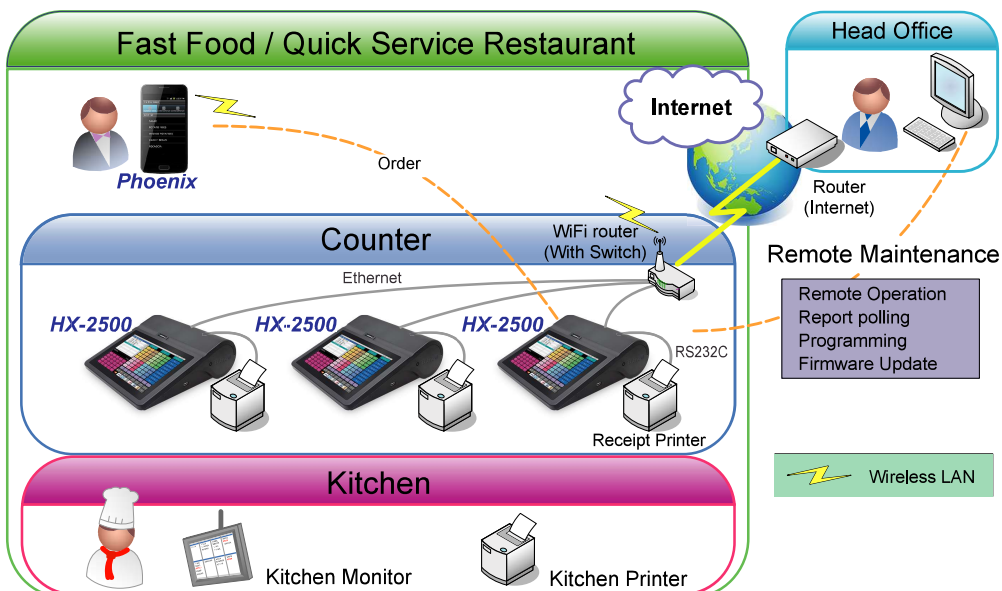 Fast Food / Quick Service Restaurant
Head Office
Internet
Phoenix
Order
Router
(Internet)
Counter
WiFi router
(With Switch)
Ethernet
Remote Maintenance
HX-2500
HX-2500
HX-2500
Remote Operation
Report polling
Programming
Firmware Update
RS232C
Receipt Printer
Kitchen
Wireless LAN
Kitchen Monitor
Kitchen Printer